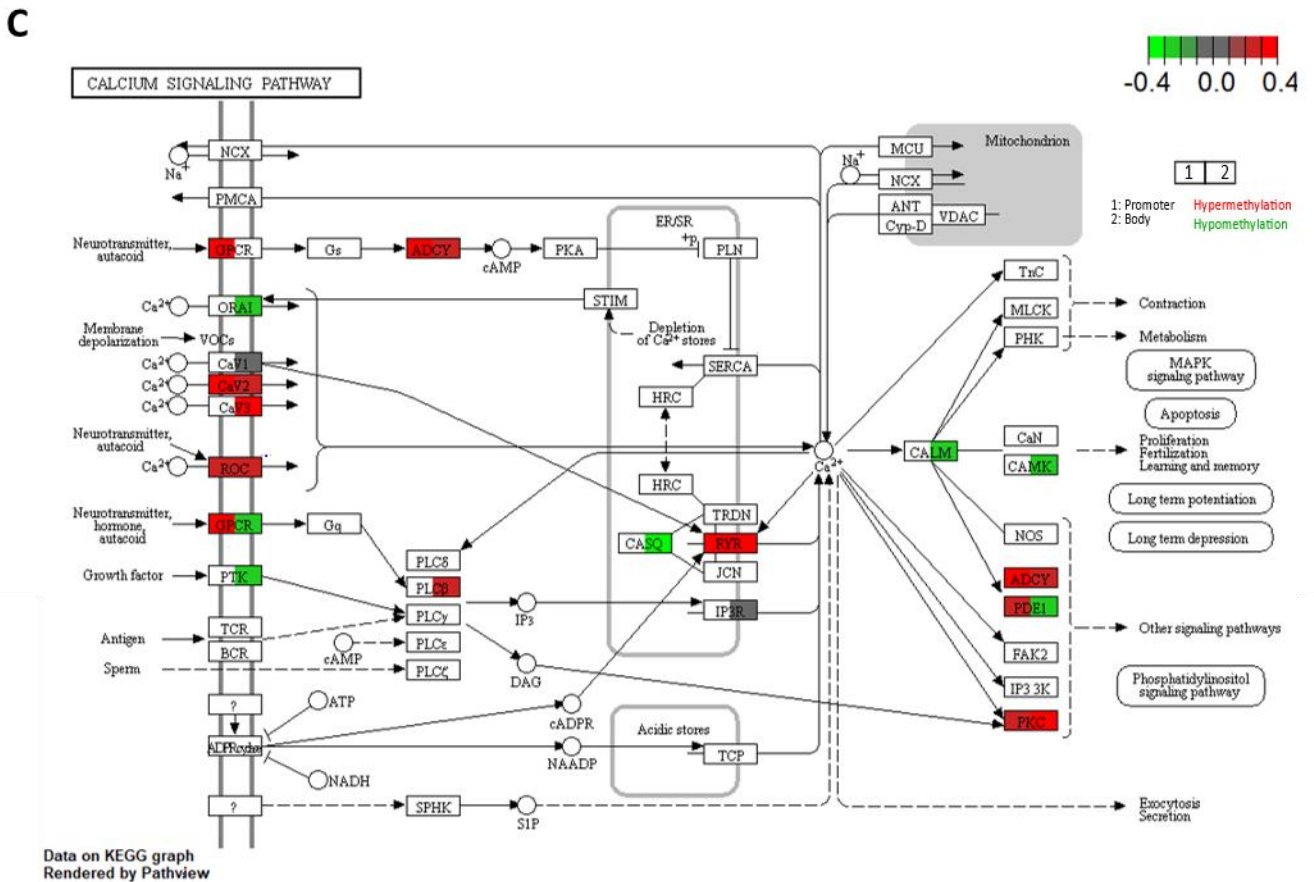 C
CALCIUM SIGNALING PATHWAY
-0.4 0.0 0.4
1 2
1: Promoter Hypermethylation
2: Body Hypomethylation
NCX
Na+
PMCA
Neurotransmitter,
autacoid
GPCR
Gs
ADCY
cAMP
PKA
ER/SR
+p
PLN
MCU
Mitochondrion
Na+
NCX
ANT
Cyp-D
VDAC
Ca2+
ORAI
STIM
Depletion
of Ca2+ stores
Membrane
depolarization
VOCs
Ca2+
CaV1
Ca2+
CaV2
Ca2+
CaV3
SERCA
HRC
Neurotransmitter,
autacoid
Ca2+
ROC
HRC
TRDN
CASQ
RYR
JCN
IP3R
Ca2+
CALM
TnC
MLCK
PHK
Contraction
Metabolism
MAPK
signalng pathway
Apoptosis
CaN
CAMK
Proliferation
Fertilization
Learning and memory
Long term potentiation
Long term depression
NOS
ADCY
PDE1
FAK2
IP3 3K
PKC
Other signaling pathways
Phosphatidylinositol
signaling pathway
Neurotransmitter,
hormone,
autacoid
GPCR
Gq
Growth factor
PTK
PLCδ
PLCβ
PLCγ
PLCε
PLCζ
IP3
DAG
Antigen
TCR
BCR
cAMP
Sperm
?
ATP
ADPRcyclase
NADH
cADPR
NAADP
Acidic stores
TCP
?
SPHK
S1P
Exocytosis
Secretion
Data on KEGG graph
Rendered by Pathview